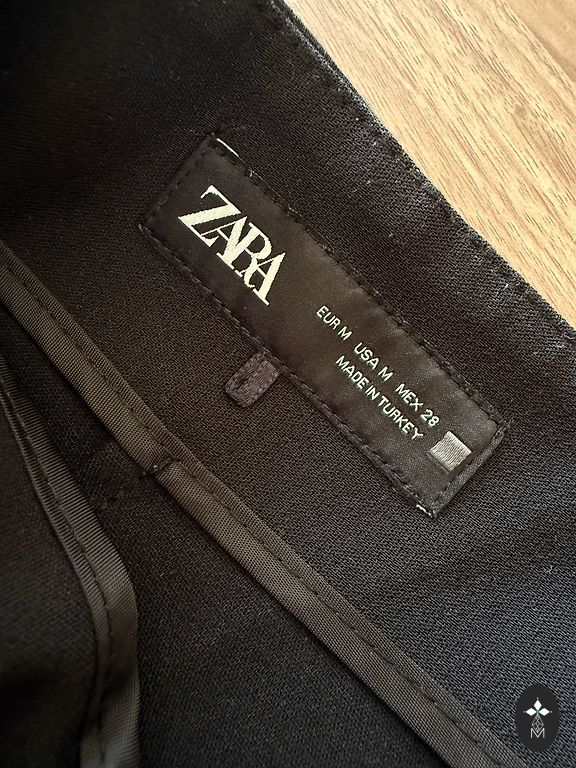 ZARA
EUR M USA M MEX 28
MADE IN TURKEY
M